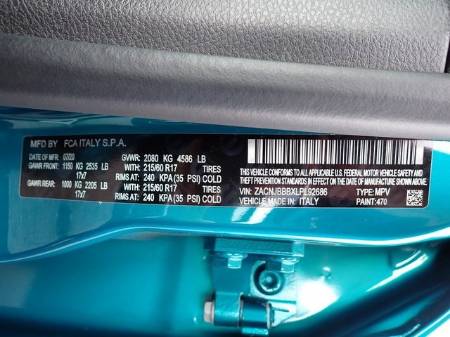 MFD BY FCA ITALY S.P.A.
DATE OF MFR 02020 GVWR: 2080 KG 4586 LB
GAWR FRONT: 1150 KG 2535 LB WITH: 215/60 R17 TIRES
17x7 RIMS AT: 240 KPA(35 PSI) COLD
GAWR REAR: 1000 KG 2205 LB WITH: 215/60 R17 TIRES
17x7 RIMS AT: 240 KPA(35 PSI) COLD
THIS VEHICLE CONFORMS TO ALL APPLICABLE
FEDERAL MOTOR VEHICLE SAFETY, BUMPER, AND
THEFT PREVENTION STANDARDS IN EFFECT ON THE
DATE OF MANUFACTURE SHOWN ABOVE.
VIN: ZACNJBBBXLPL92686 TYPE: MPV
VEHICLE MADE IN: ITALY PAINT: 470